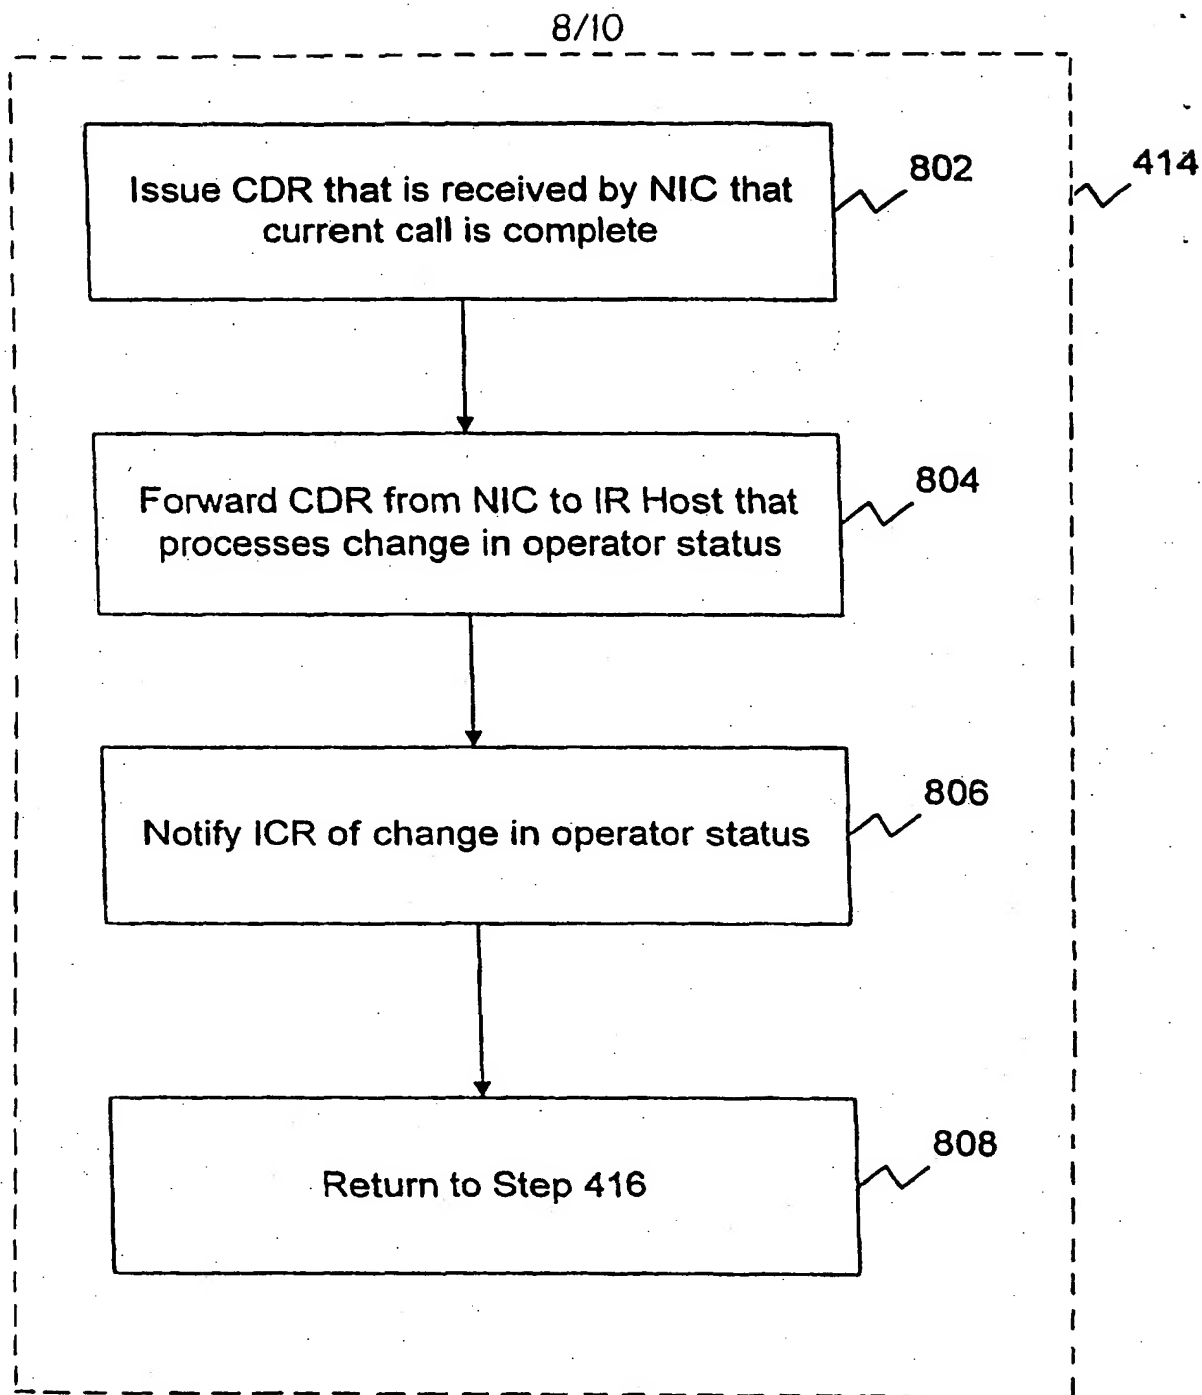 8/10
Issue CDR that is received by NIC that
current call is complete
802
414
Forward CDR from NIC to IR Host that
processes change in operator status
804
Notify ICR of change in operator status
806
Return to Step 416
808